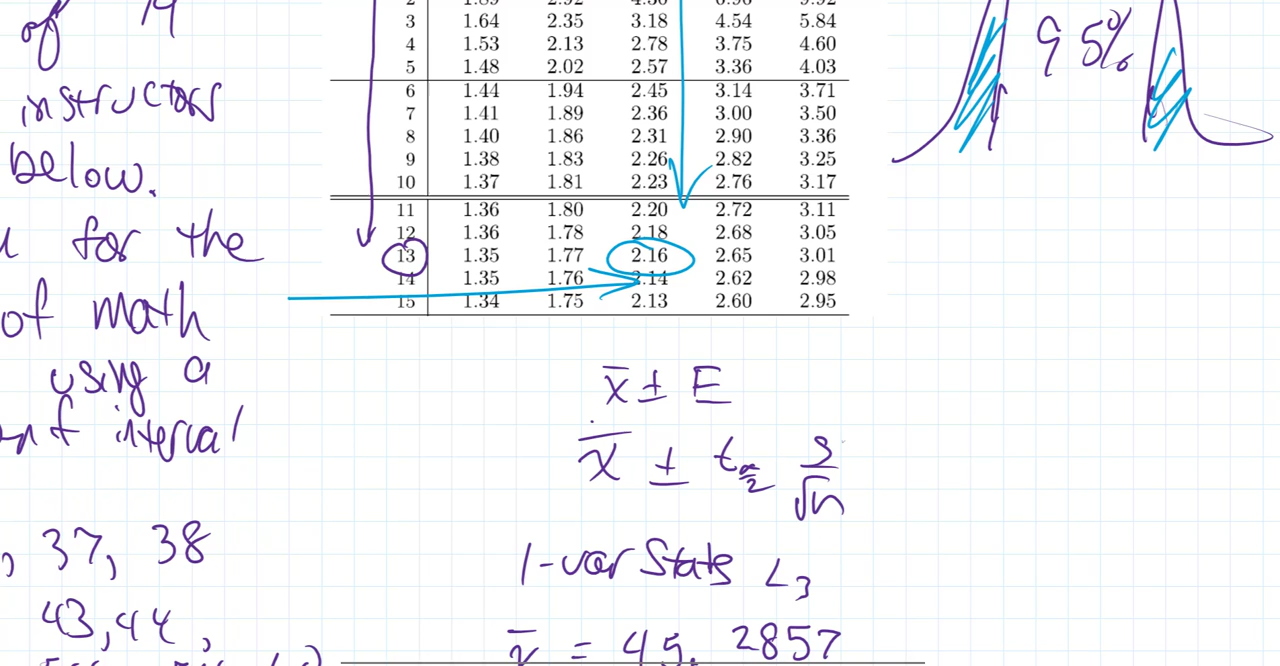 of 14
instructors
below.
for the
of math
using a
interval
, 37, 38
43, 44,
3 1.64 2.35 3.18 4.54 5.84
4 1.53 2.13 2.78 3.75 4.60
5 1.48 2.02 2.57 3.36 4.03
6 1.44 1.94 2.45 3.14 3.71
7 1.41 1.89 2.36 3.00 3.50
8 1.40 1.86 2.31 2.90 3.36
9 1.38 1.83 2.26 2.82 3.25
10 1.37 1.81 2.23 2.76 3.17
11 1.36 1.80 2.20 2.72 3.11
12 1.36 1.78 2.18 2.68 3.05
13 1.35 1.77 2.16 2.65 3.01
14 1.35 1.76 2.14 2.62 2.98
15 1.34 1.75 2.13 2.60 2.95
95%
x̄ ± E
x̄ ± t α/2 s/√n
1-var Stats L3
x̄ = 45.2857